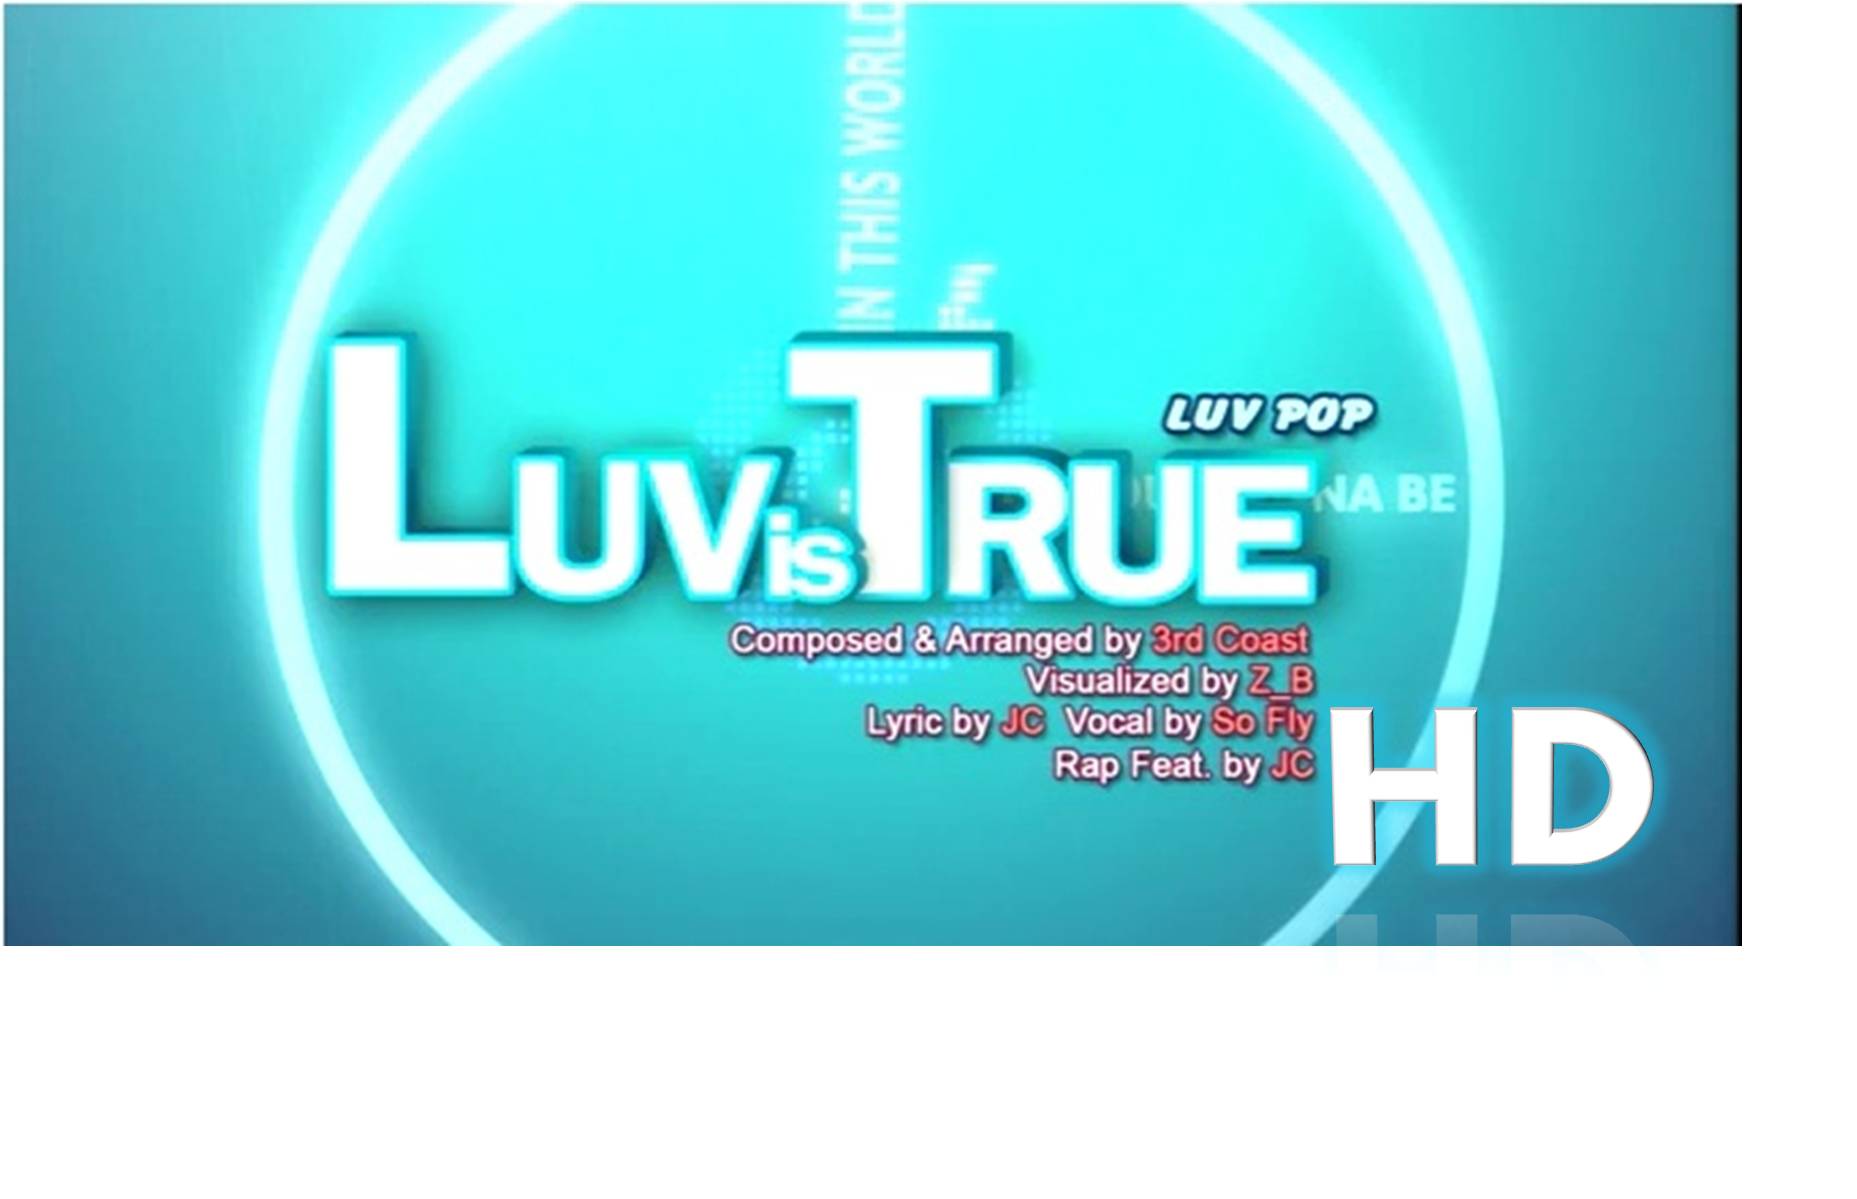 IN THIS WORLD
LUV POP
LUV is TRUE
NA BE
Composed & Arranged by 3rd Coast
Visualized by Z_B
Lyric by JC Vocal by So Fly
Rap Feat. by JC
HD